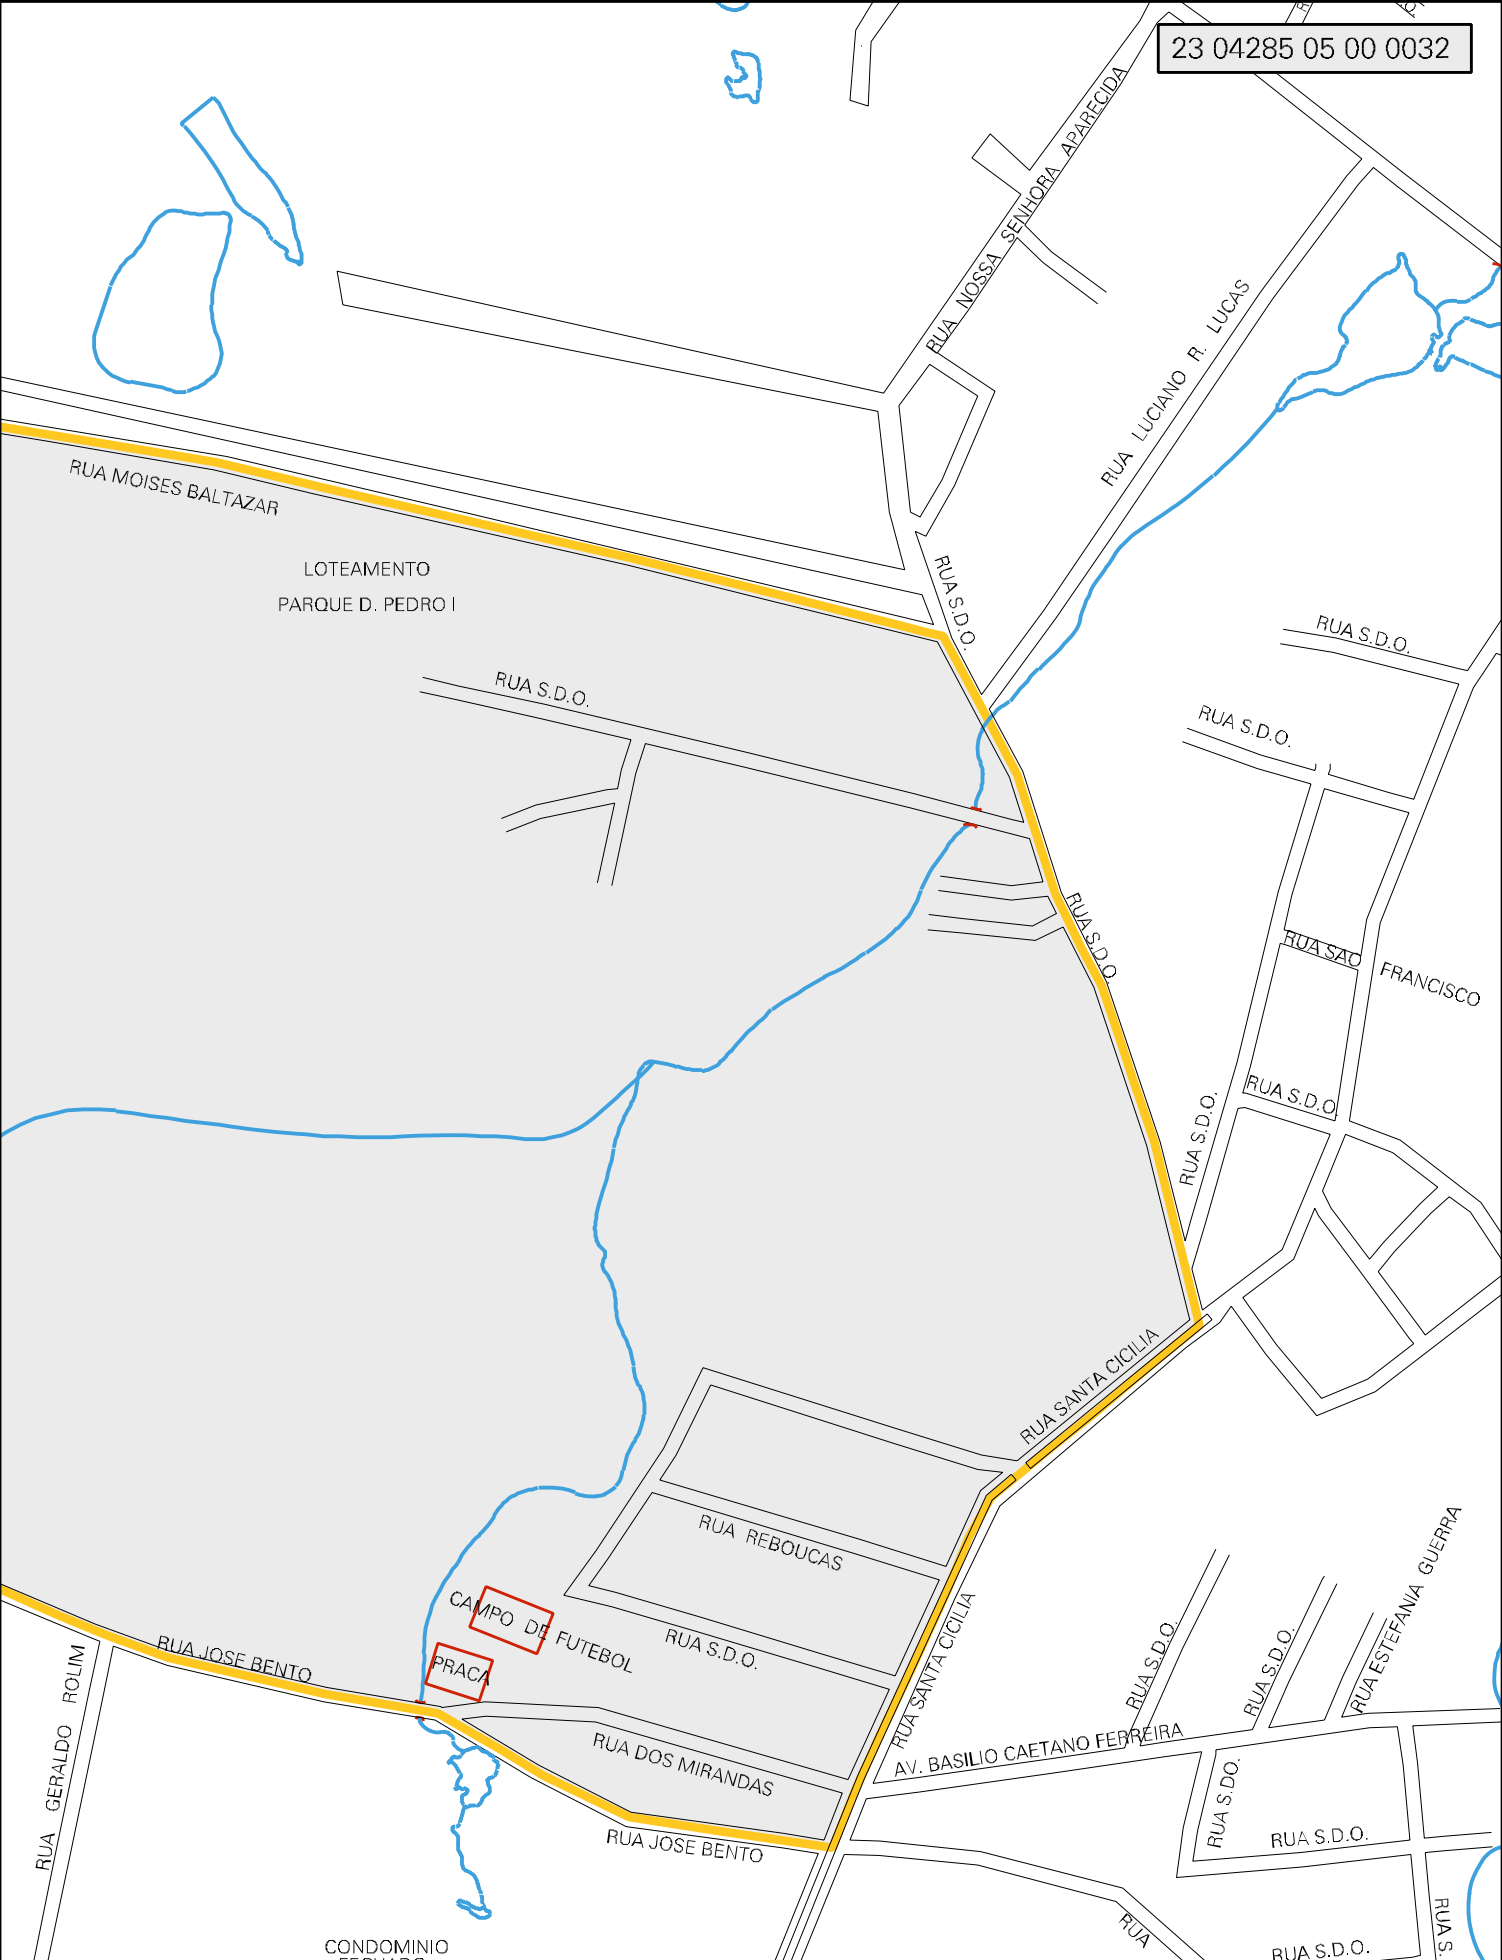 23 04285 05 00 0032
RUA NOSSA SENHORA APARECIDA
RUA LUCIANO R. LUCAS
RUA MOISES BALTAZAR
LOTEAMENTO
PARQUE D. PEDRO I
RUA S.D.O.
RUA S.D.O.
RUA S.D.O.
RUA S.D.O.
RUA S.D.O.
RUA SAO FRANCISCO
RUA S.D.O
RUA S.D.O.
RUA SANTA CICILIA
RUA REBOUCAS
CAMPO DE FUTEBOL
RUA S.D.O.
PRACA
RUA JOSE BENTO
RUA GERALDO ROLIM
RUA SANTA CICILIA
RUA S.D.O.
RUA S.D.O.
RUA ESTEFANIA GUERRA
AV. BASILIO CAETANO FERREIRA
RUA DOS MIRANDAS
RUA JOSE BENTO
RUA S.DO.
RUA S.D.O.
RUA
RUA S.
RUA S.D.O.
CONDOMINIO